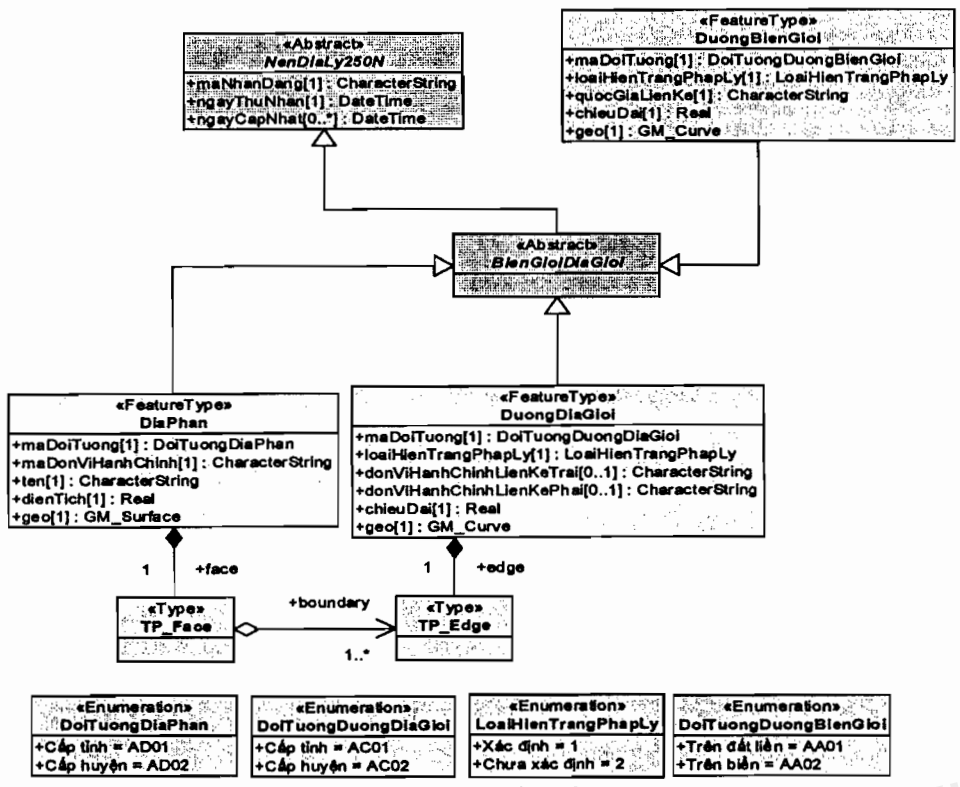 «Abstract»
NenDiaLy250N
+maNhanDang[1] : CharacterString
+ngayThuNhan[1] : DateTime
+ngayCapNhat[0..*] : DateTime
«FeatureType»
DuongBienGioi
+maDoiTuong[1] : DoiTuongDuongBienGioi
+loaiHienTrangPhapLy[1] : LoaiHienTrangPhapLy
+quocGiaLienKe[1] : CharacterString
+chieuDai[1] : Real
+geo[1] : GM_Curve
«Abstract»
BienGioiDiaGioi
«FeatureType»
DiaPhan
+maDoiTuong[1] : DoiTuongDiaPhan
+maDonViHanhChinh[1] : CharacterString
+ten[1] : CharacterString
+dienTich[1] : Real
+geo[1] : GM_Surface
«FeatureType»
DuongDiaGioi
+maDoiTuong[1] : DoiTuongDuongDiaGioi
+loaiHienTrangPhapLy[1] : LoaiHienTrangPhapLy
+donViHanhChinhLienKeTrai[0..1] : CharacterString
+donViHanhChinhLienKePhai[0..1] : CharacterString
+chieuDai[1] : Real
+geo[1] : GM_Curve
1 +face
1 +edge
«Type»
TP_Face
+boundary
1..*
«Type»
TP_Edge
«Enumeration»
DoiTuongDiaPhan
+Cấp tỉnh = AD01
+Cấp huyện = AD02
«Enumeration»
DoiTuongDuongDiaGioi
+Cấp tỉnh = AC01
+Cấp huyện = AC02
«Enumeration»
LoaiHienTrangPhapLy
+Xác định = 1
+Chưa xác định = 2
«Enumeration»
DoiTuongDuongBienGioi
+Trên đất liền = AA01
+Trên biển = AA02